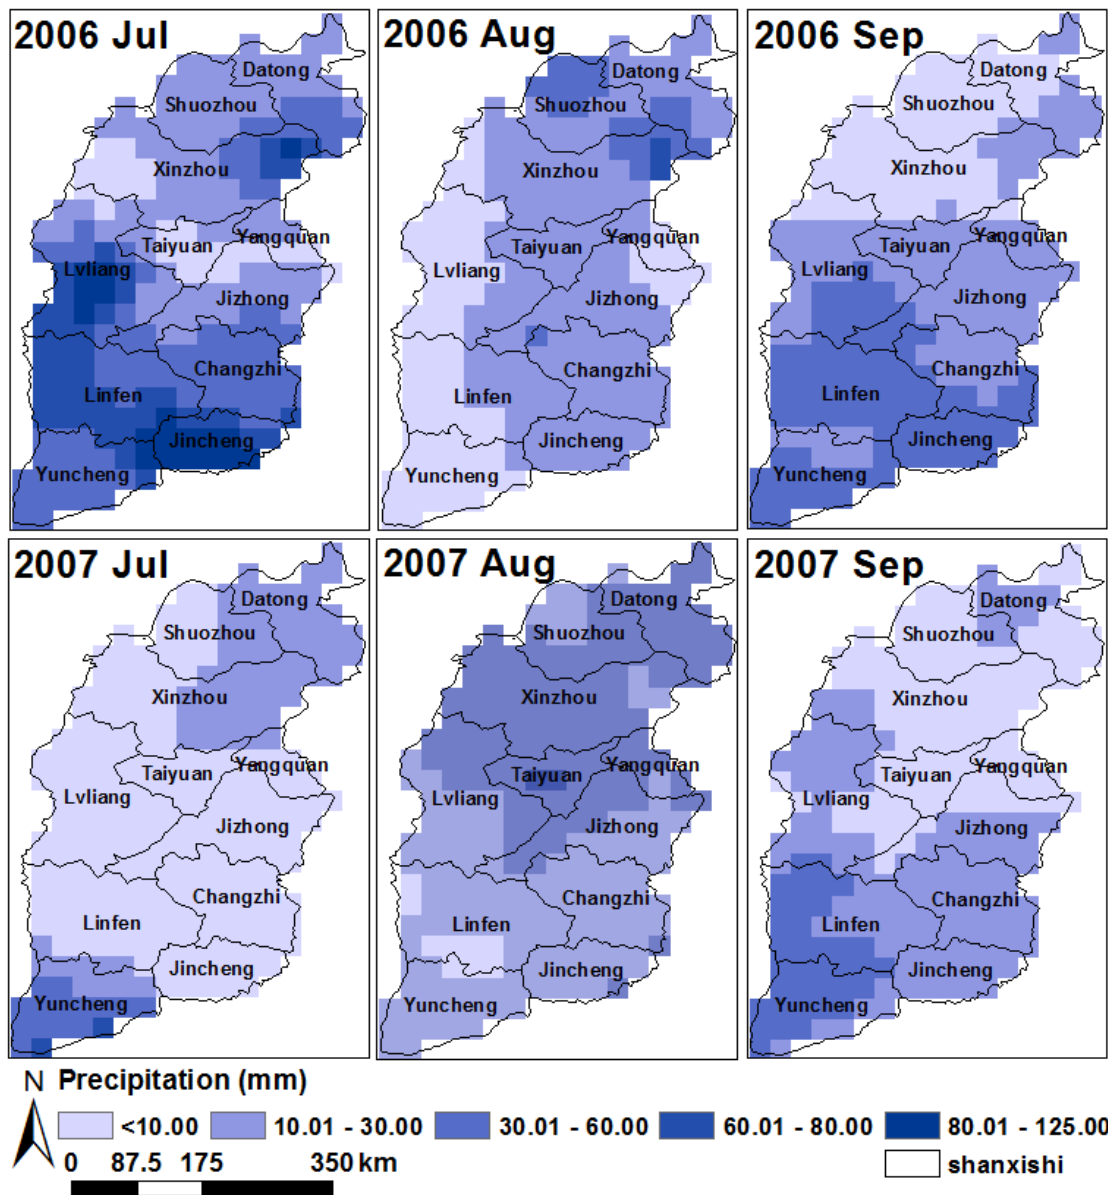 2006 Jul
Datong
Shuozhou
Xinzhou
Taiyuan
Yangquan
Lvliang
Jizhong
Changzhi
Linfen
Jincheng
Yuncheng
2006 Aug
Datong
Shuozhou
Xinzhou
Taiyuan
Yangquan
Lvliang
Jizhong
Changzhi
Linfen
Jincheng
Yuncheng
2006 Sep
Datong
Shuozhou
Xinzhou
Taiyuan
Yangquan
Lvliang
Jizhong
Changzhi
Linfen
Jincheng
Yuncheng
2007 Jul
Datong
Shuozhou
Xinzhou
Taiyuan
Yangquan
Lvliang
Jizhong
Changzhi
Linfen
Jincheng
Yuncheng
2007 Aug
Datong
Shuozhou
Xinzhou
Taiyuan
Yangquan
Lvliang
Jizhong
Changzhi
Linfen
Jincheng
Yuncheng
2007 Sep
Datong
Shuozhou
Xinzhou
Taiyuan
Yangquan
Lvliang
Jizhong
Changzhi
Linfen
Jincheng
Yuncheng
N Precipitation (mm)
<10.00 10.01 - 30.00 30.01 - 60.00 60.01 - 80.00 80.01 - 125.00
0 87.5 175 350 km
shanxishi